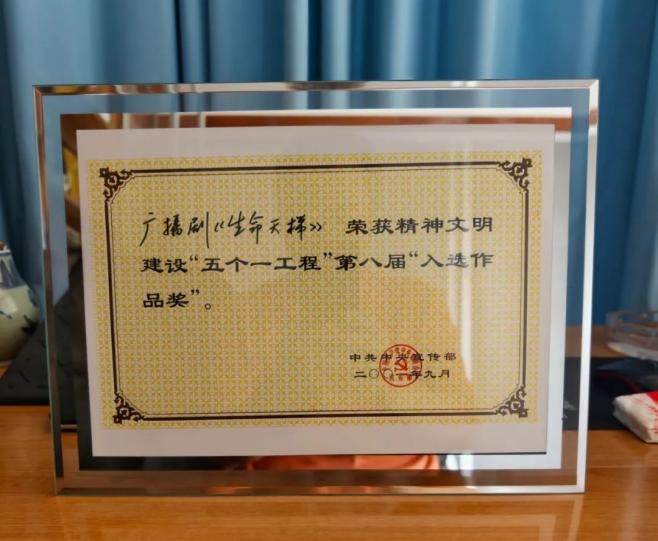 广播剧《生命天梯》 荣获精神文明
建设“五个一工程”第八届“入选作
品奖”。
中共中央宣传部
二〇〇一年九月